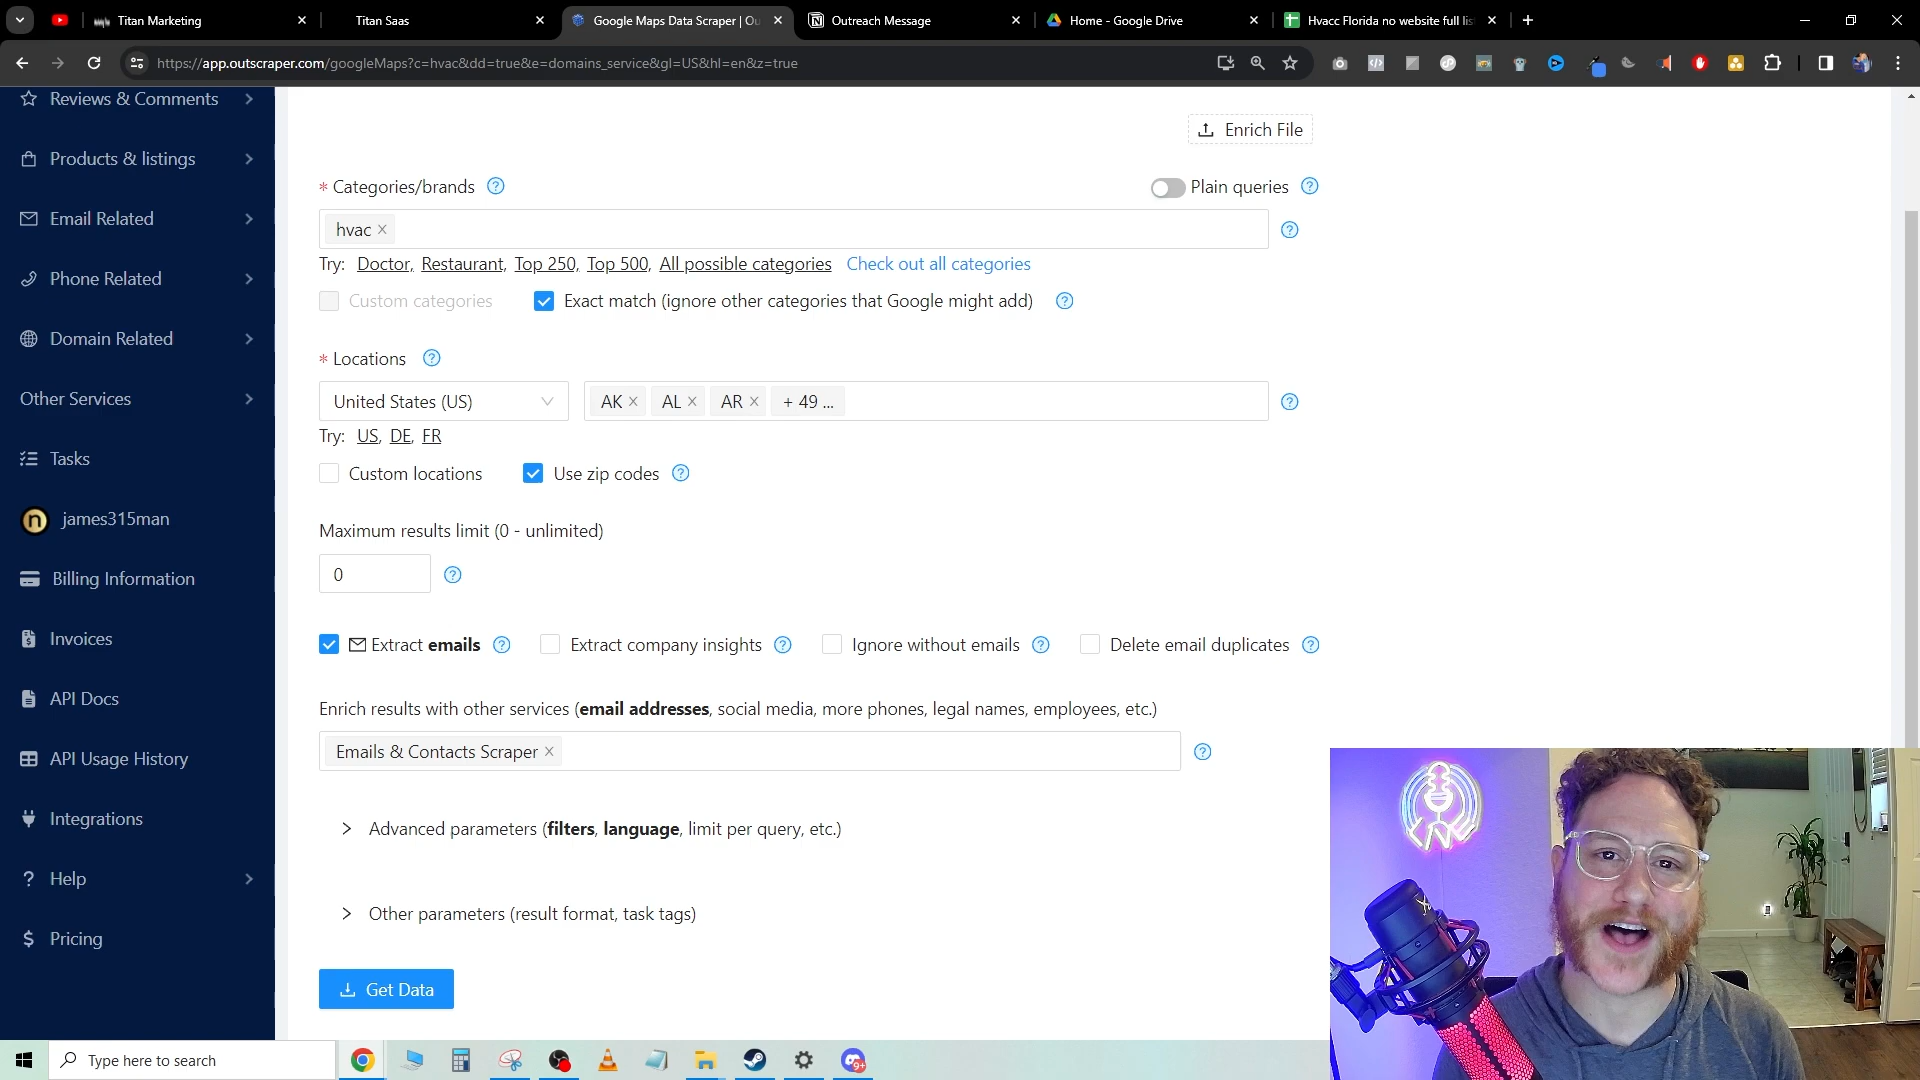 Titan Marketing
Titan Saas
Google Maps Data Scraper | Ou
Outreach Message
Home - Google Drive
Hvacc Florida no website full lis
https://app.outscraper.com/googleMaps?c=hvac&dd=true&e=domains_service&gl=US&hl=en&z=true
Reviews & Comments
Products & listings
Email Related
Phone Related
Domain Related
Other Services
Tasks
n james315man
Billing Information
Invoices
API Docs
API Usage History
Integrations
? Help
$ Pricing
Enrich File
* Categories/brands ?
Plain queries ?
hvac × ?
Try: Doctor, Restaurant, Top 250, Top 500, All possible categories Check out all categories
Custom categories Exact match (ignore other categories that Google might add) ?
* Locations ?
United States (US) AK × AL × AR × + 49 ... ?
Try: US, DE, FR
Custom locations Use zip codes ?
Maximum results limit (0 - unlimited)
0 ?
Extract emails ? Extract company insights ? Ignore without emails ? Delete email duplicates ?
Enrich results with other services (email addresses, social media, more phones, legal names, employees, etc.)
Emails & Contacts Scraper × ?
Advanced parameters (filters, language, limit per query, etc.)
Other parameters (result format, task tags)
Get Data
Type here to search
9+